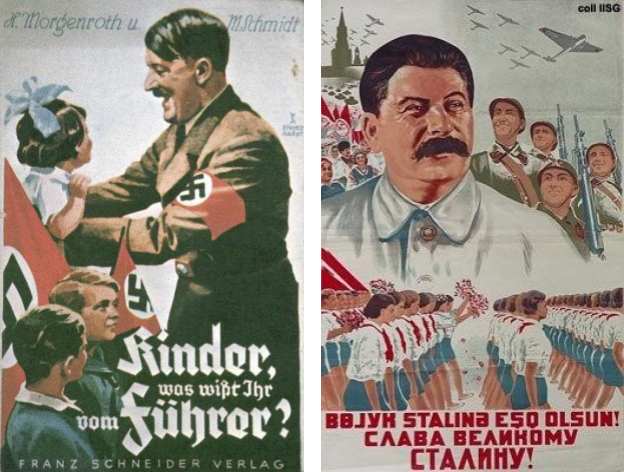 H. Morgenroth u M. Schmidt
Kinder,
was wißt Ihr
vom Führer?
FRANZ SCHNEIDER VERLAG
coll IISG
BƟJYK STALINƏ EŞQ OLSUN!
СЛАВА ВЕЛИКОМУ
СТАЛИНУ!